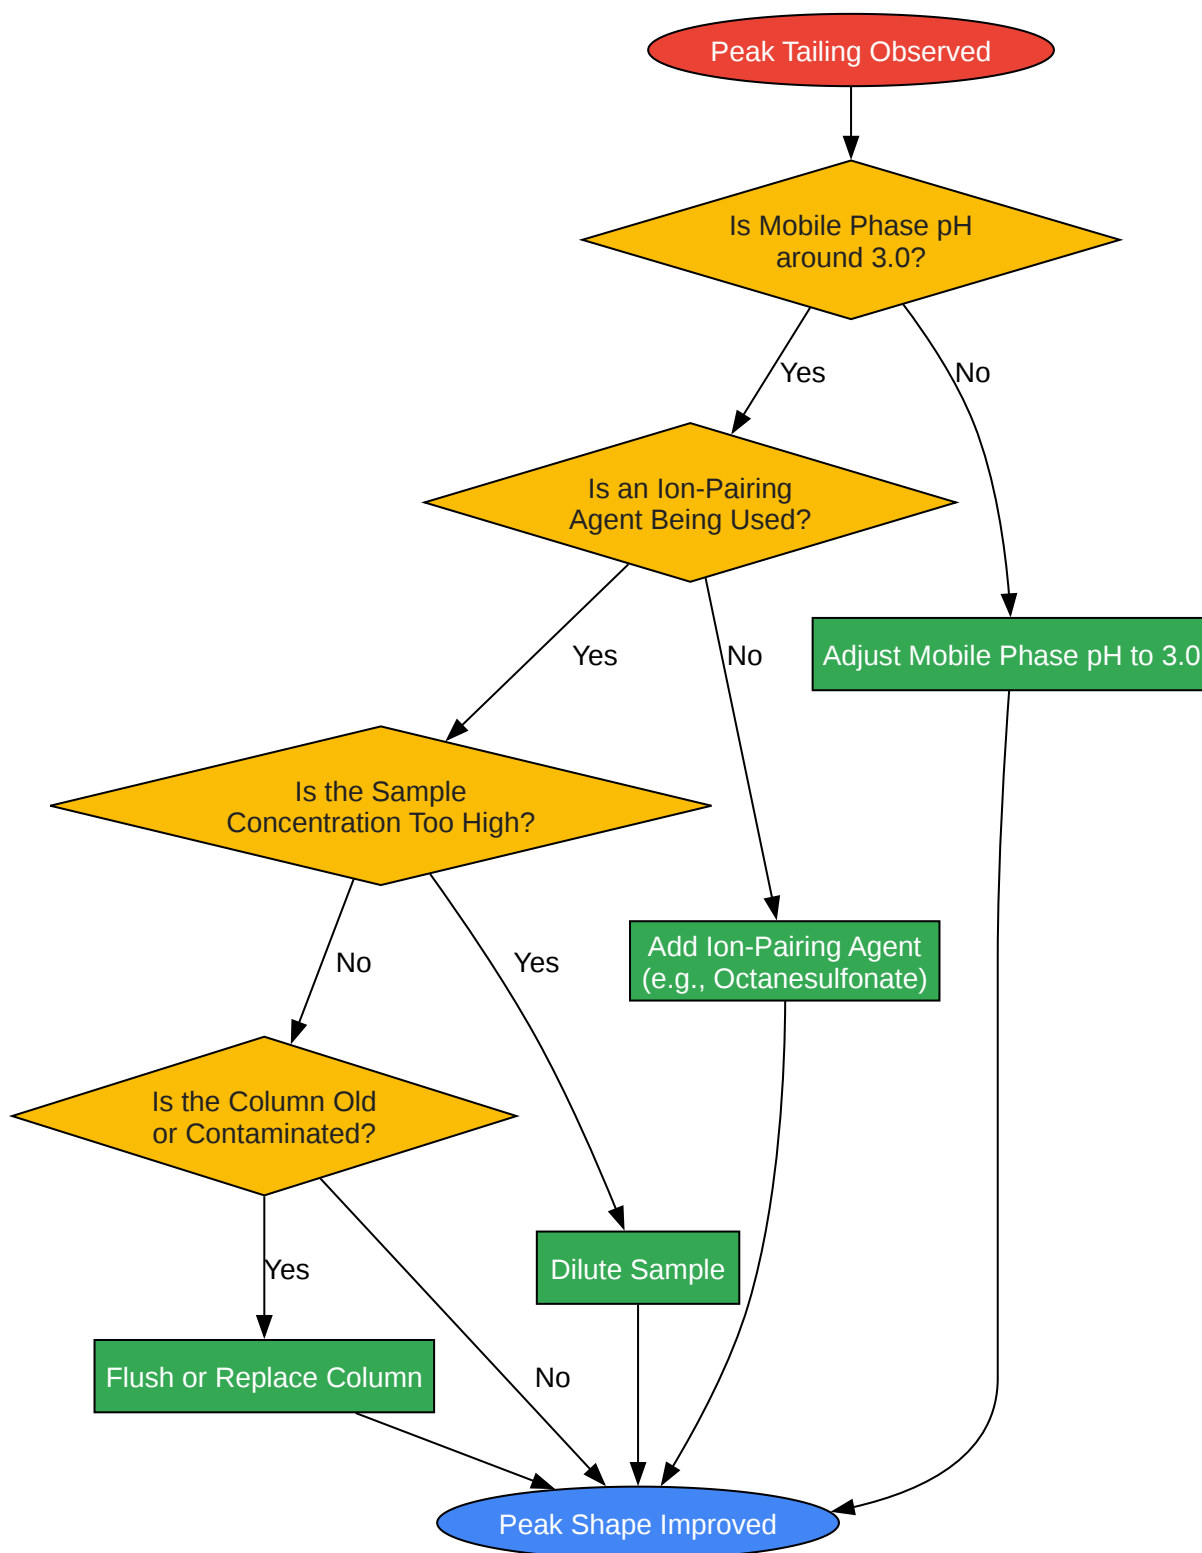 Peak Tailing Observed
Is Mobile Phase pH
around 3.0?
Yes
No
Is an Ion-Pairing
Agent Being Used?
Yes
No
Adjust Mobile Phase pH to 3.0
Is the Sample
Concentration Too High?
No
Yes
Add Ion-Pairing Agent
(e.g., Octanesulfonate)
Is the Column Old
or Contaminated?
Yes
Dilute Sample
Flush or Replace Column
No
Peak Shape Improved